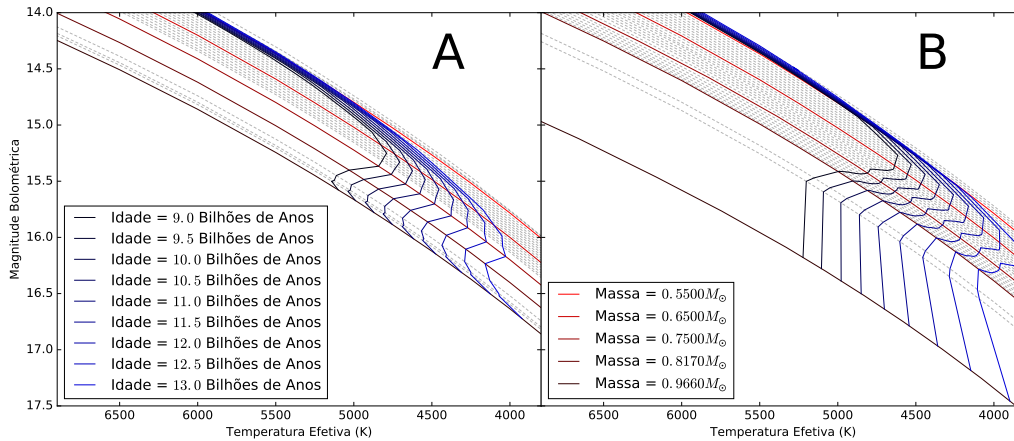 14.0
14.5
15.0
15.5
16.0
16.5
17.0
17.5
Magnitude Bolométrica
A
B
Idade = 9.0 Bilhões de Anos
Idade = 9.5 Bilhões de Anos
Idade = 10.0 Bilhões de Anos
Idade = 10.5 Bilhões de Anos
Idade = 11.0 Bilhões de Anos
Idade = 11.5 Bilhões de Anos
Idade = 12.0 Bilhões de Anos
Idade = 12.5 Bilhões de Anos
Idade = 13.0 Bilhões de Anos
Massa = 0.5500M⊙
Massa = 0.6500M⊙
Massa = 0.7500M⊙
Massa = 0.8170M⊙
Massa = 0.9660M⊙
6500 6000 5500 5000 4500 4000
6500 6000 5500 5000 4500 4000
Temperatura Efetiva (K)
Temperatura Efetiva (K)